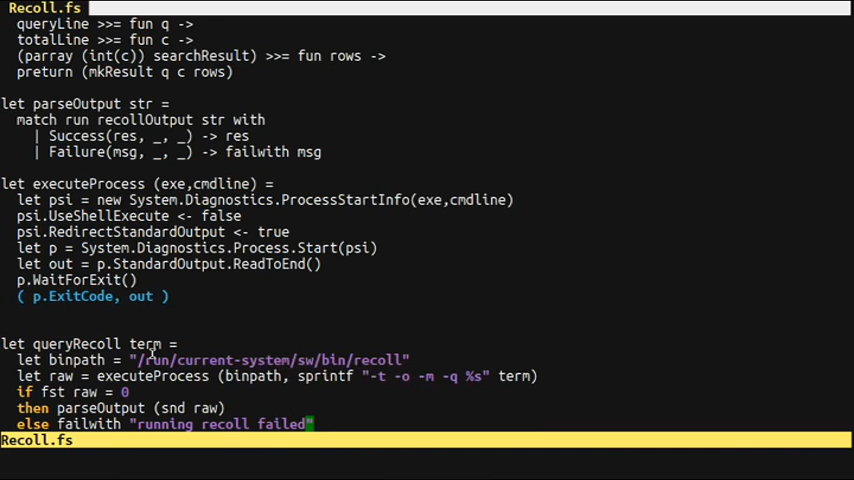 Recoll.fs
queryLine >>= fun q ->
totalLine >>= fun c ->
(parray (int(c)) searchResult) >>= fun rows ->
preturn (mkResult q c rows)
let parseOutput str =
match run recollOutput str with
| Success(res, _, _) -> res
| Failure(msg, _, _) -> failwith msg
let executeProcess (exe,cmdline) =
let psi = new System.Diagnostics.ProcessStartInfo(exe,cmdline)
psi.UseShellExecute <- false
psi.RedirectStandardOutput <- true
let p = System.Diagnostics.Process.Start(psi)
let out = p.StandardOutput.ReadToEnd()
p.WaitForExit()
( p.ExitCode, out )
let queryRecoll term =
let binpath = "/run/current-system/sw/bin/recoll"
let raw = executeProcess (binpath, sprintf "-t -o -m -q %s" term)
if fst raw = 0
then parseOutput (snd raw)
else failwith "running recoll failed"
Recoll.fs